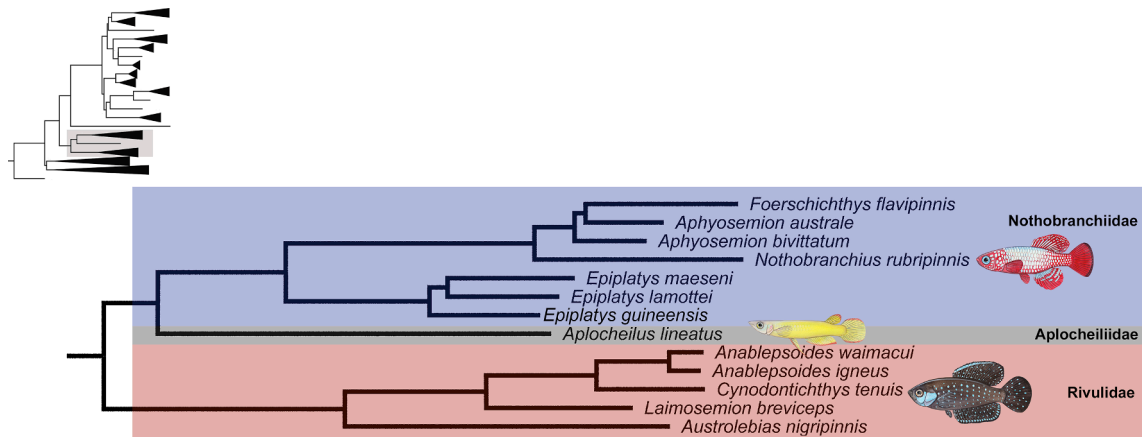 Foerschichthys flavipinnis
Aphyosemion australe
Nothobranchiidae
Aphyosemion bivittatum
Nothobranchius rubripinnis
Epiplatys maeseni
Epiplatys lamottei
Epiplatys guineensis
Aplocheilus lineatus
Aplocheiliidae
Anablepsoides waimacui
Anablepsoides igneus
Cynodontichthys tenuis
Rivulidae
Laimosemion breviceps
Austrolebias nigripinnis